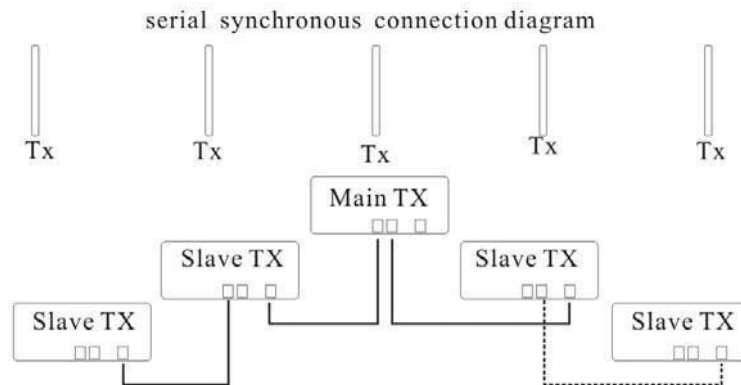 serial synchronous connection diagram
Tx Tx Tx Tx Tx
Main TX
Slave TX Slave TX
Slave TX Slave TX